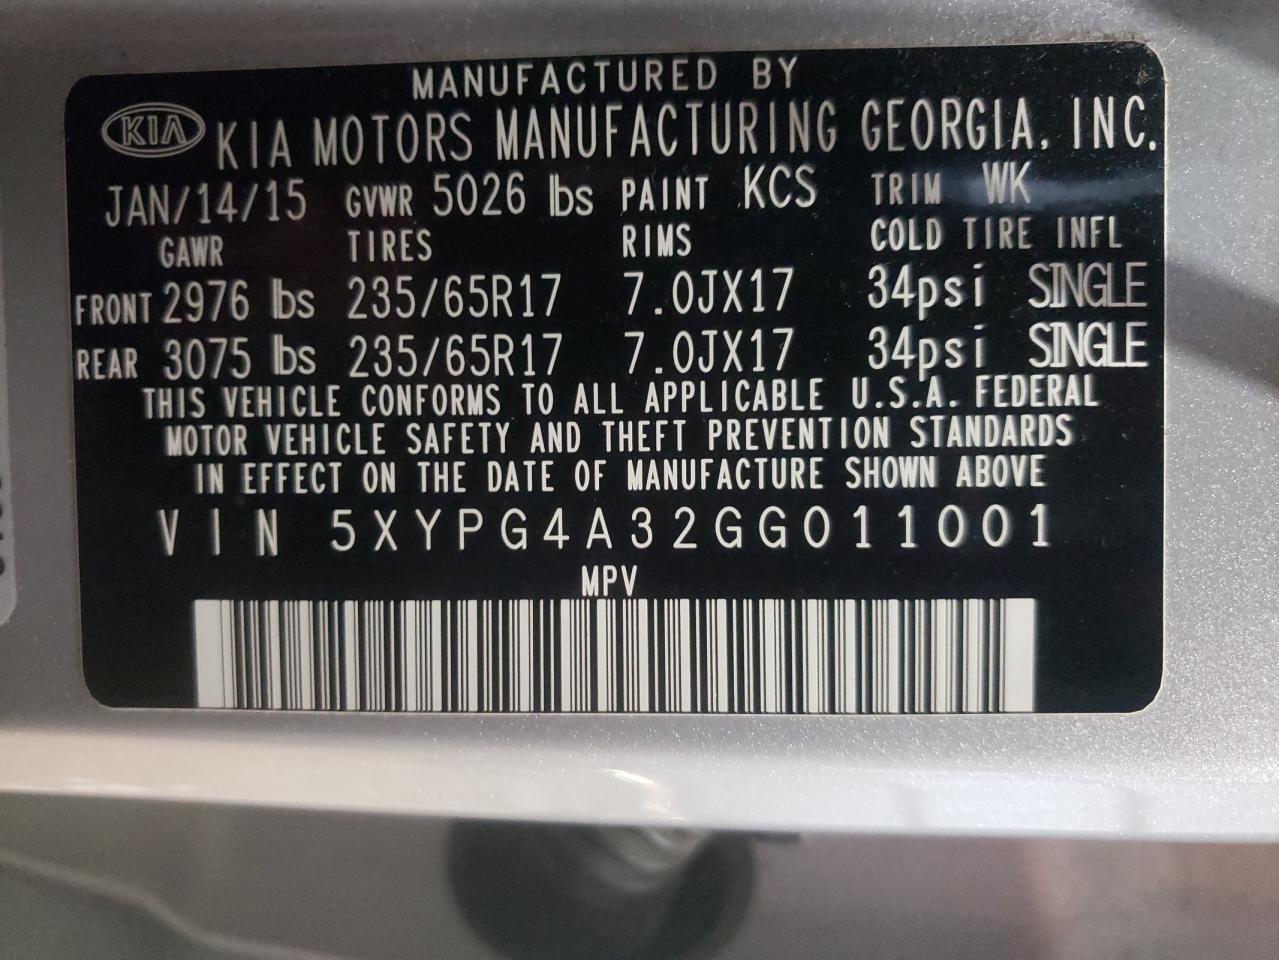 MANUFACTURED BY
KIA KIA MOTORS MANUFACTURING GEORGIA, INC.
JAN/14/15 GVWR 5026 lbs PAINT KCS TRIM WK
GAWR TIRES RIMS COLD TIRE INFL
FRONT 2976 lbs 235/65R17 7.0JX17 34psi SINGLE
REAR 3075 lbs 235/65R17 7.0JX17 34psi SINGLE
THIS VEHICLE CONFORMS TO ALL APPLICABLE U.S.A. FEDERAL
MOTOR VEHICLE SAFETY AND THEFT PREVENTION STANDARDS
IN EFFECT ON THE DATE OF MANUFACTURE SHOWN ABOVE
VIN 5XYPG4A32GG011001
MPV